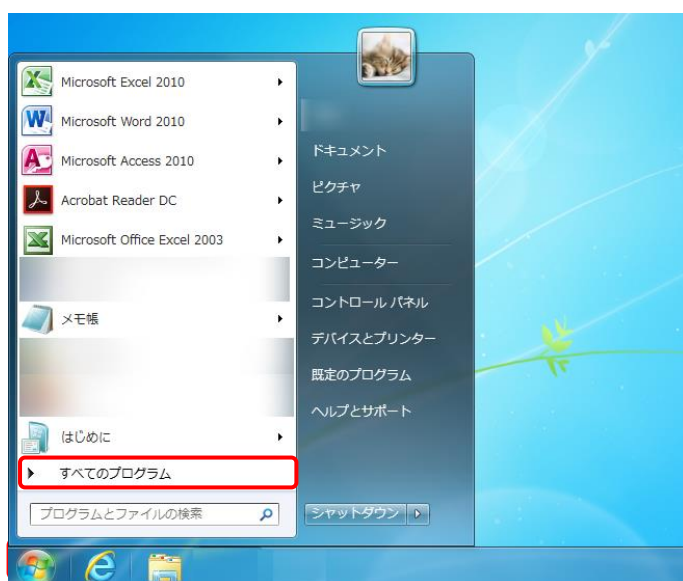 Microsoft Excel 2010
Microsoft Word 2010
Microsoft Access 2010
Acrobat Reader DC
Microsoft Office Excel 2003
メモ帳
はじめに
すべてのプログラム
プログラムとファイルの検索
ドキュメント
ピクチャ
ミュージック
コンピューター
コントロール パネル
デバイスとプリンター
既定のプログラム
ヘルプとサポート
シャットダウン